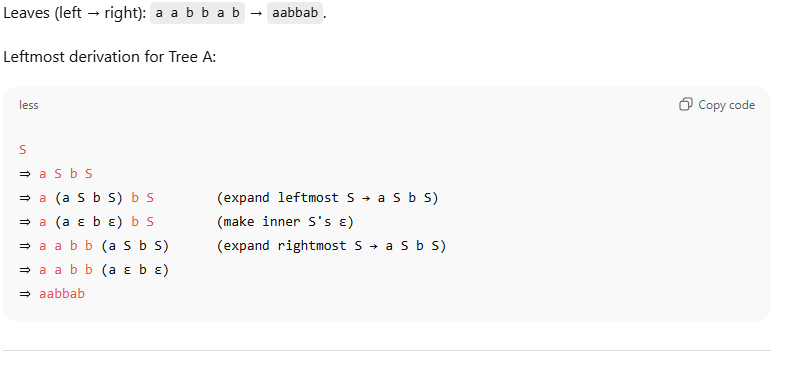 Leaves (left → right): a a b b a b → aabbab.
Leftmost derivation for Tree A:
less
Copy code
S
⇒ a S b S
⇒ a (a S b S) b S (expand leftmost S → a S b S)
⇒ a (a ε b ε) b S (make inner S's ε)
⇒ a a b b (a S b S) (expand rightmost S → a S b S)
⇒ a a b b (a ε b ε)
⇒ aabbab